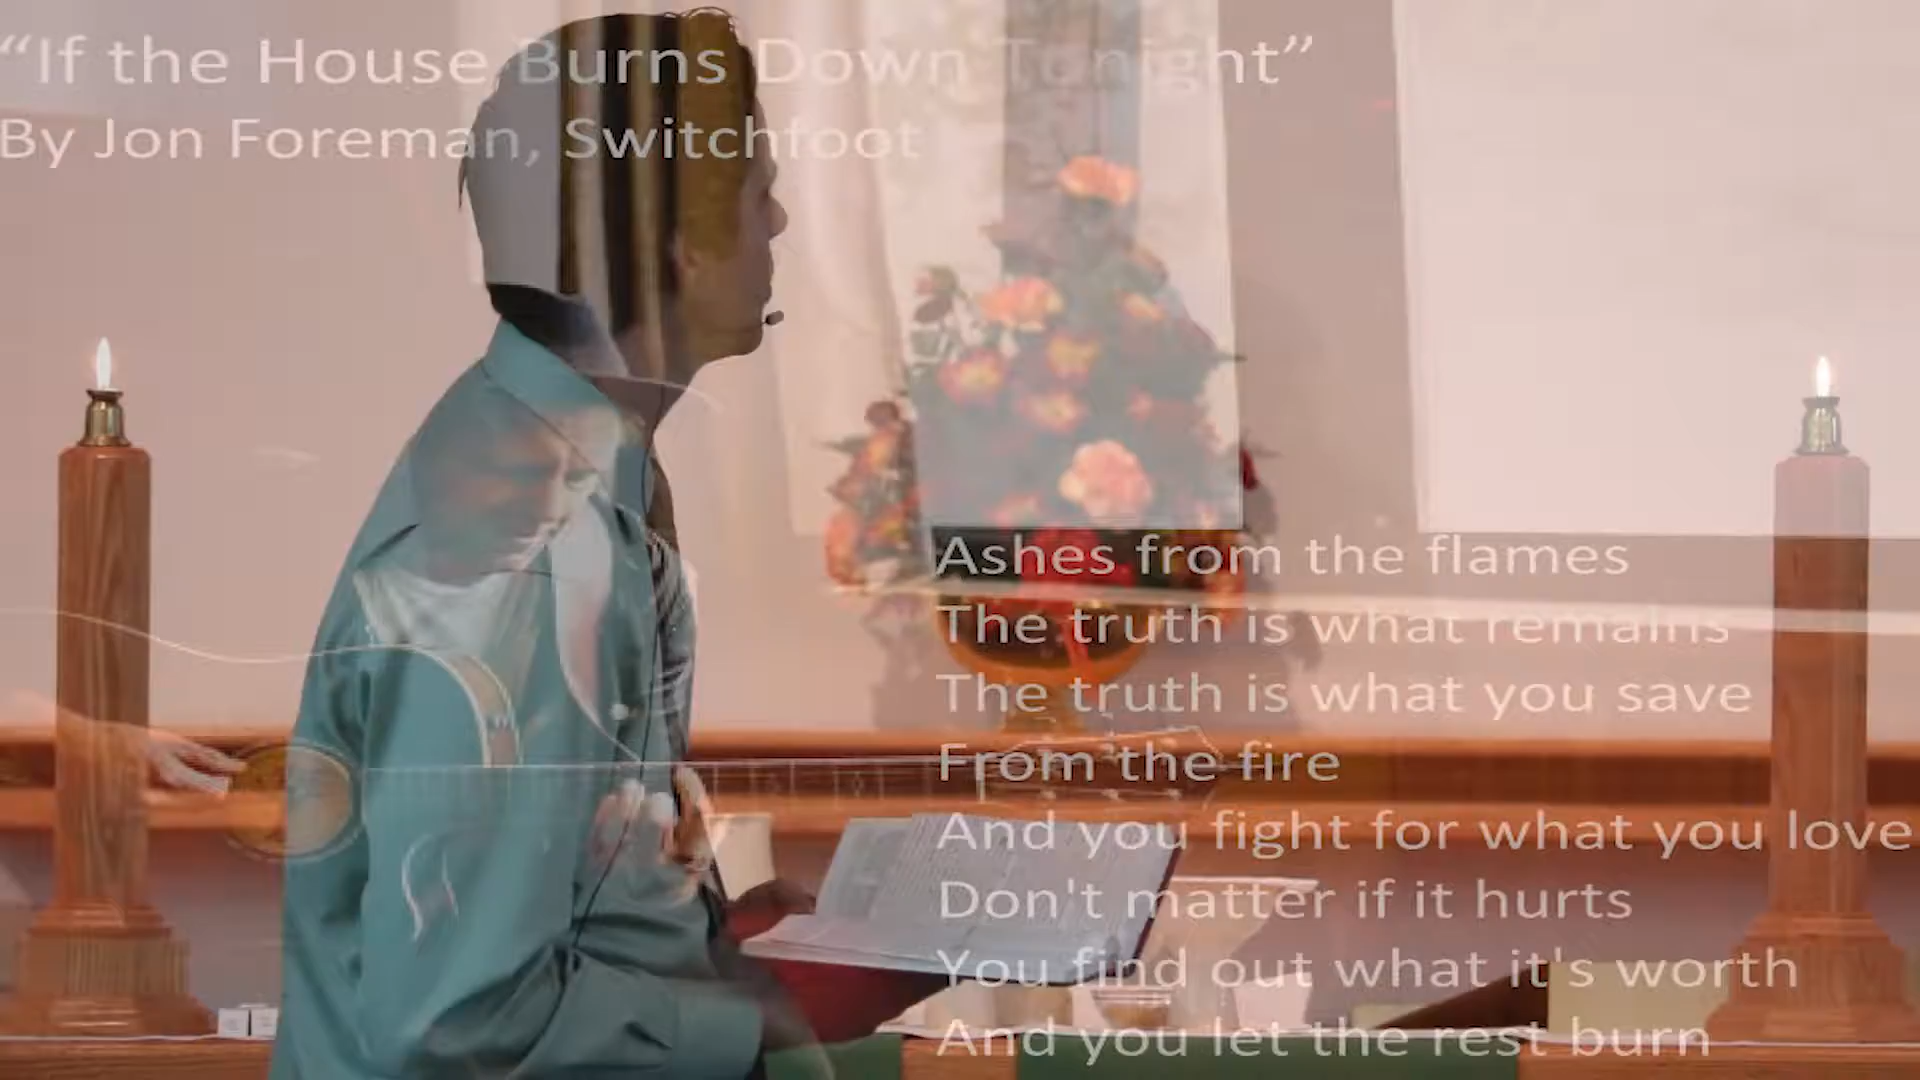 “If the House Burns Down Tonight”
By Jon Foreman, Switchfoot
Ashes from the flames
The truth is what remains
The truth is what you save
From the fire
And you fight for what you love
Don't matter if it hurts
You find out what it's worth
And you let the rest burn